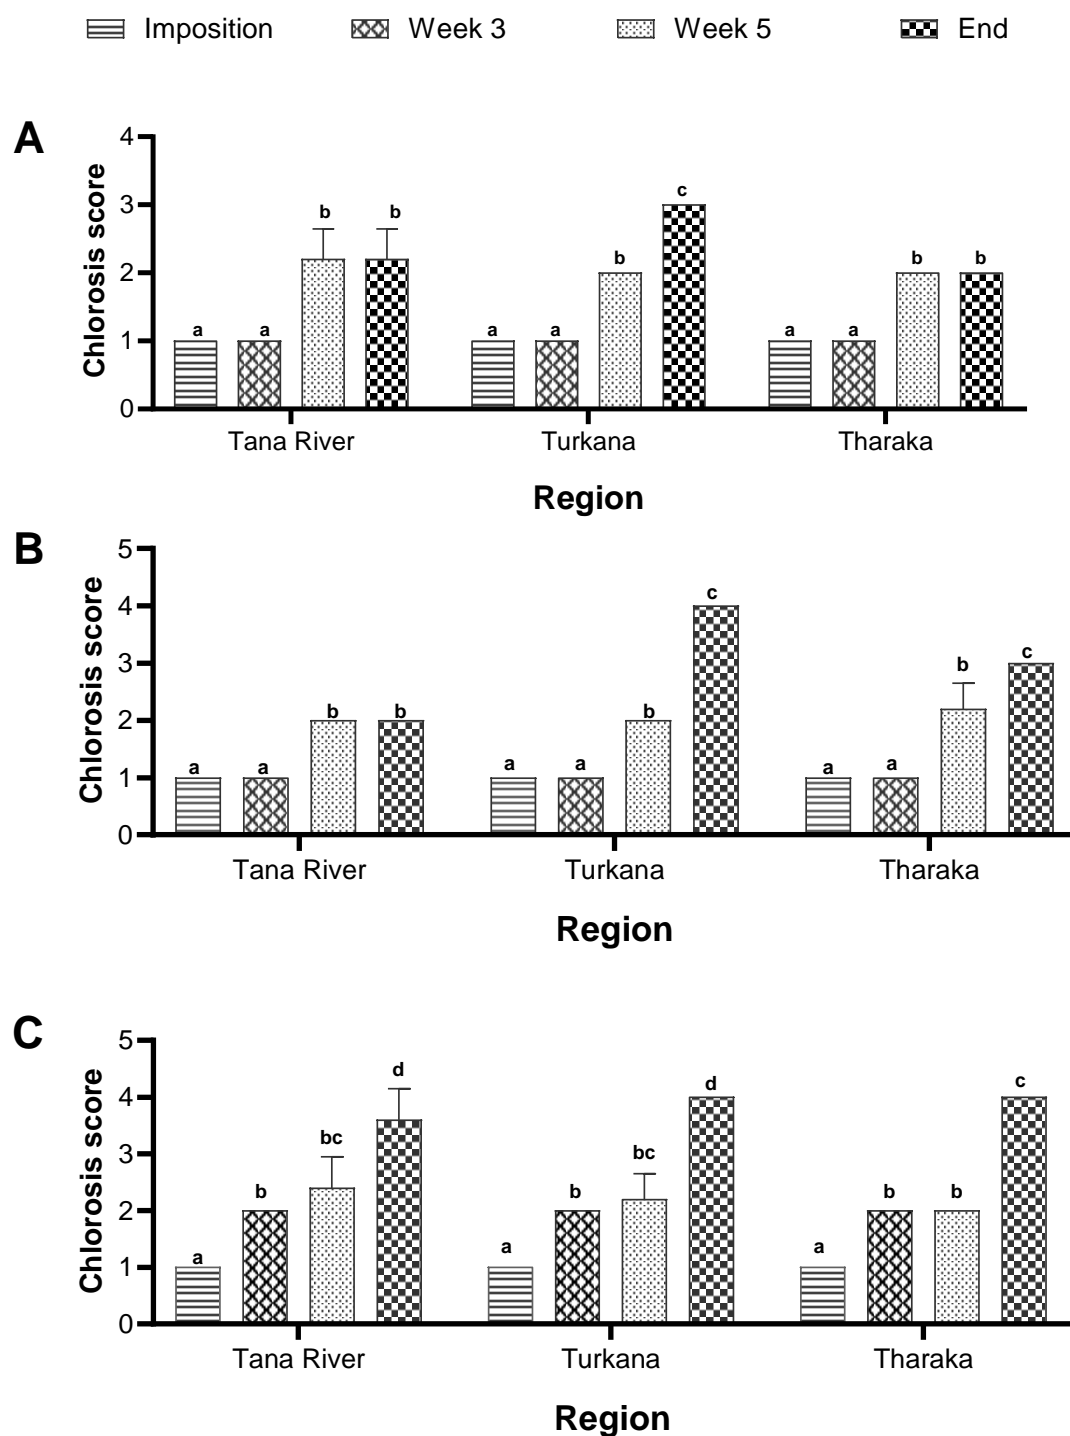 Imposition Week 3 Week 5 End
A
Chlorosis score
4
3
2
1
0
a a b b
a a b c
a a b b
Tana River Turkana Tharaka
Region
B
Chlorosis score
5
4
3
2
1
0
a a b b
a a b c
a a b c
Tana River Turkana Tharaka
Region
C
Chlorosis score
5
4
3
2
1
0
a b bc d
a b bc d
a b b c
Tana River Turkana Tharaka
Region